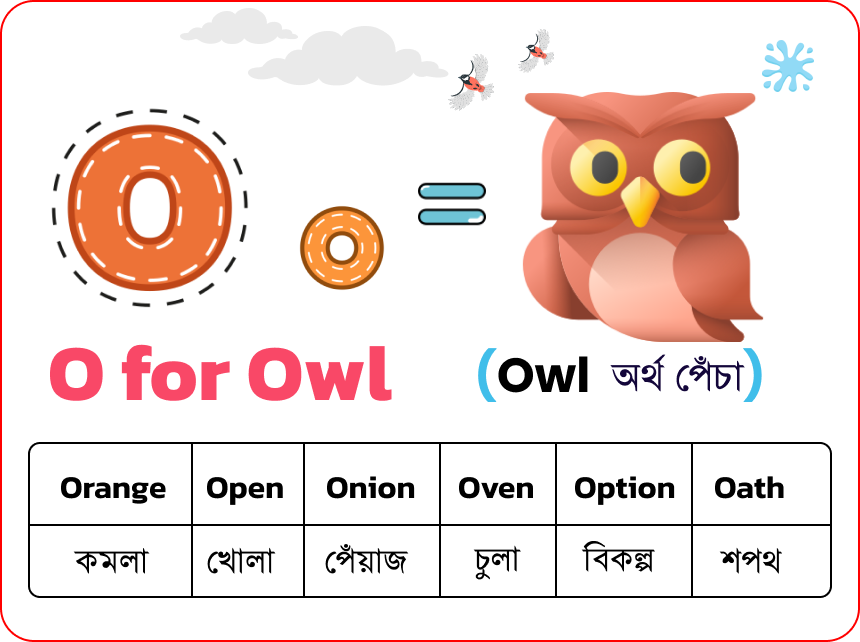 O o =
O for Owl (Owl অর্থ পেঁচা)
Orange Open Onion Oven Option Oath
কমলা খোলা পেঁয়াজ চুলা বিকল্প শপথ